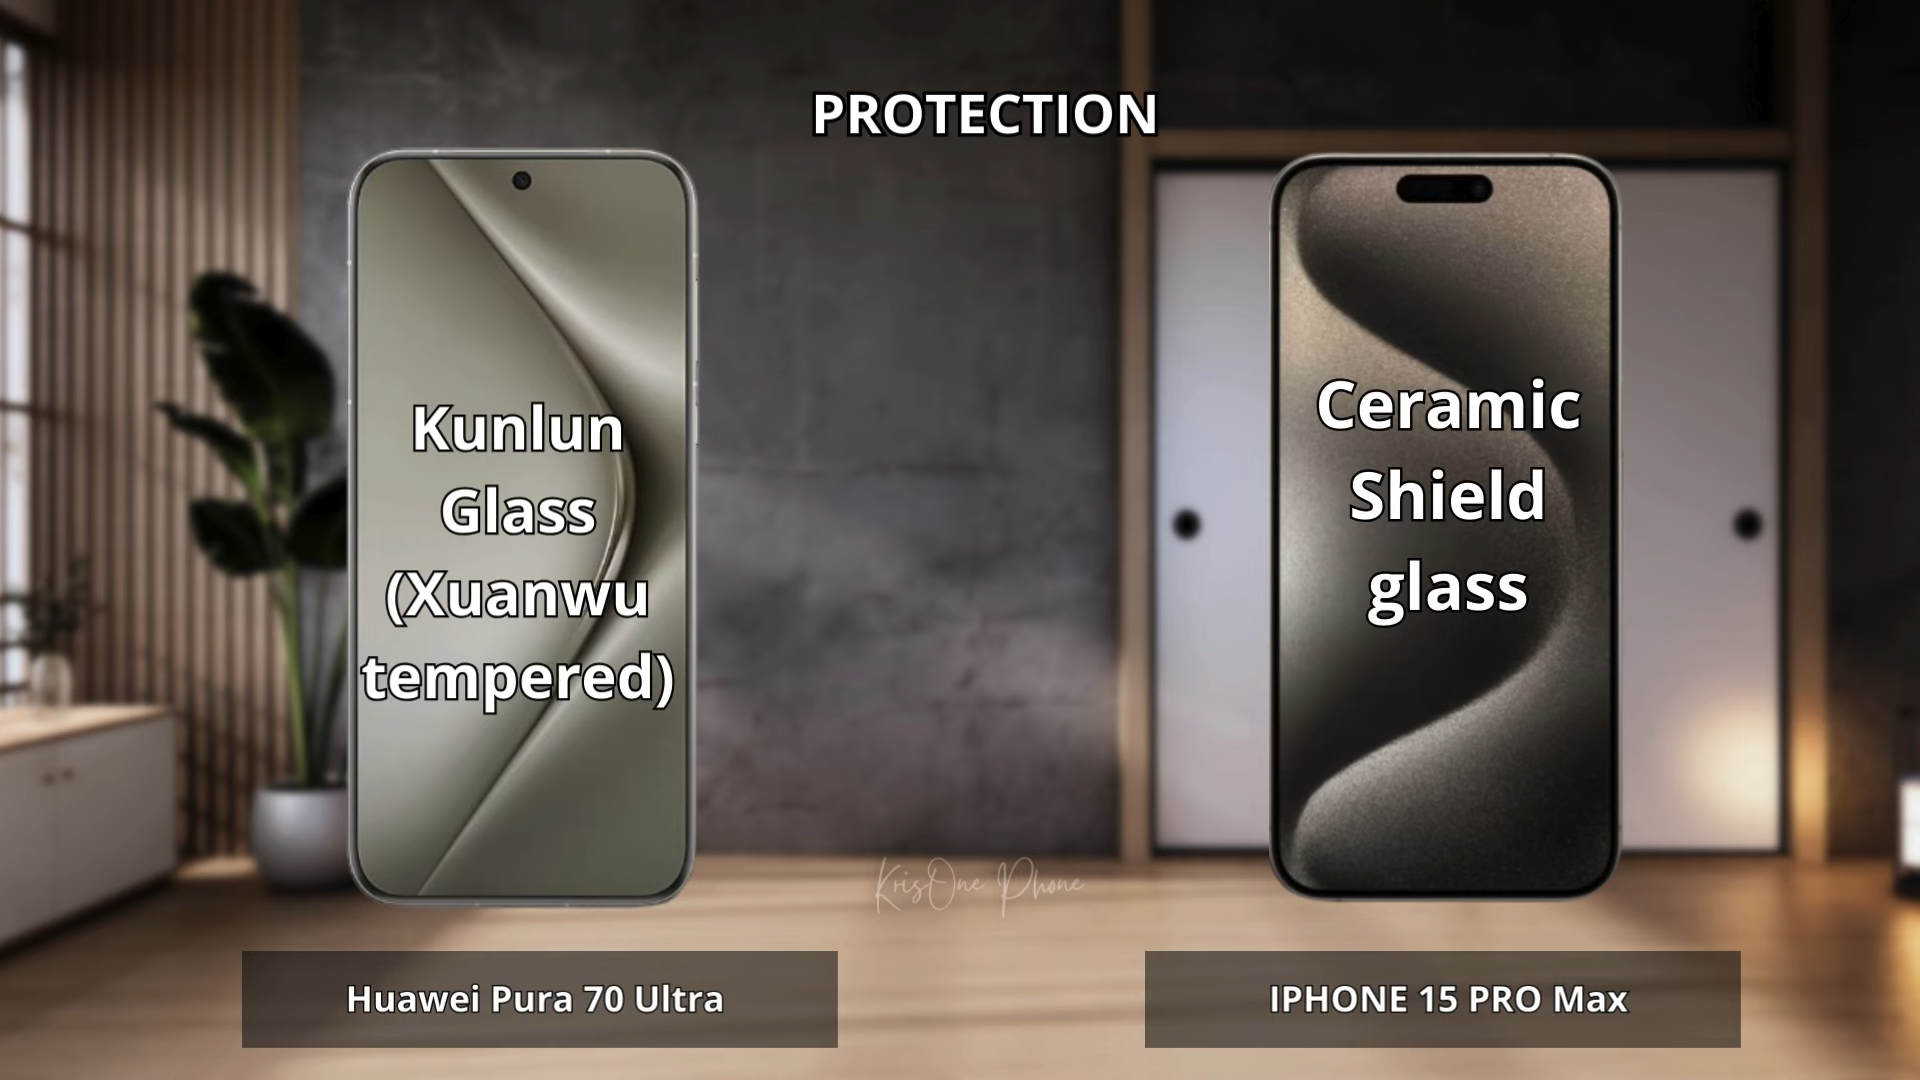 PROTECTION
Kunlun
Glass
(Xuanwu
tempered)
Ceramic
Shield
glass
KrisOne Phone
Huawei Pura 70 Ultra
IPHONE 15 PRO Max